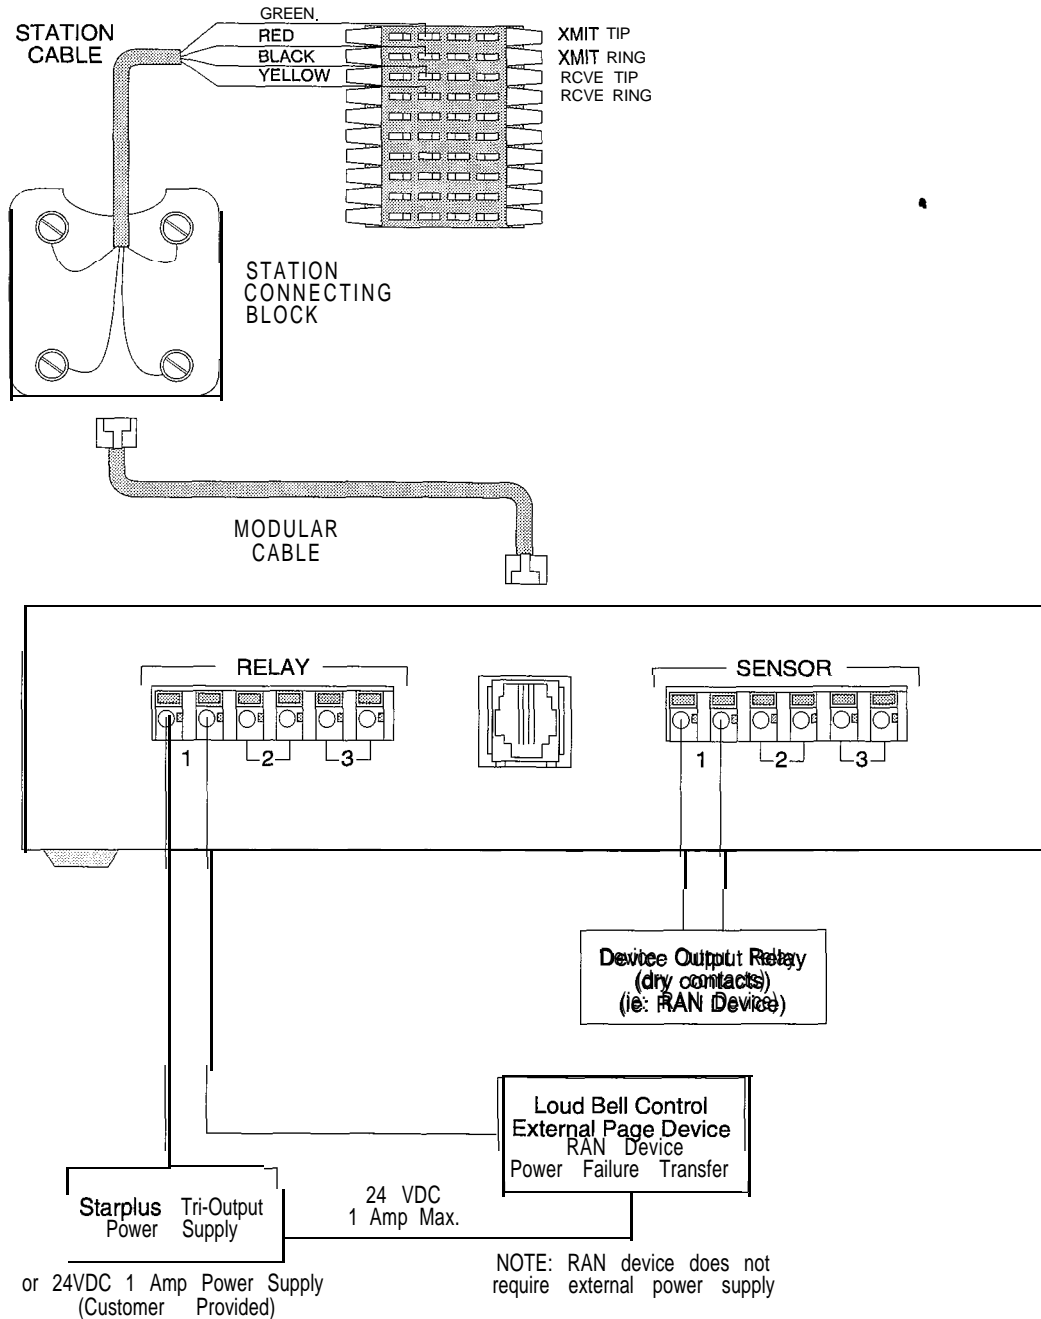 STATION
CABLE
GREEN.
RED
BLACK
YELLOW
XMIT TIP
XMIT RING
RCVE TIP
RCVE RING
STATION
CONNECTING
BLOCK
MODULAR
CABLE
RELAY
SENSOR
1
2
3
1
2
3
Device Output Relay
(dry contacts)
(ie: RAN Device)
Loud Bell Control
External Page Device
RAN Device
Power Failure Transfer
Starplus Tri-Output
Power Supply
24 VDC
1 Amp Max.
or 24VDC 1 Amp Power Supply
(Customer Provided)
NOTE: RAN device does not
require external power supply